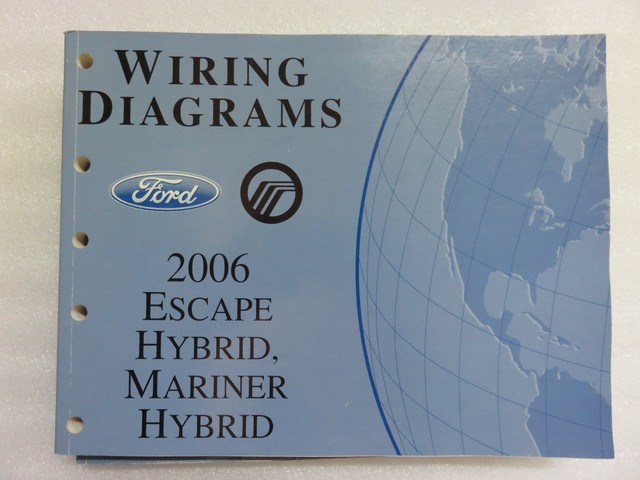 WIRING
DIAGRAMS
Ford
2006
ESCAPE
HYBRID,
MARINER
HYBRID